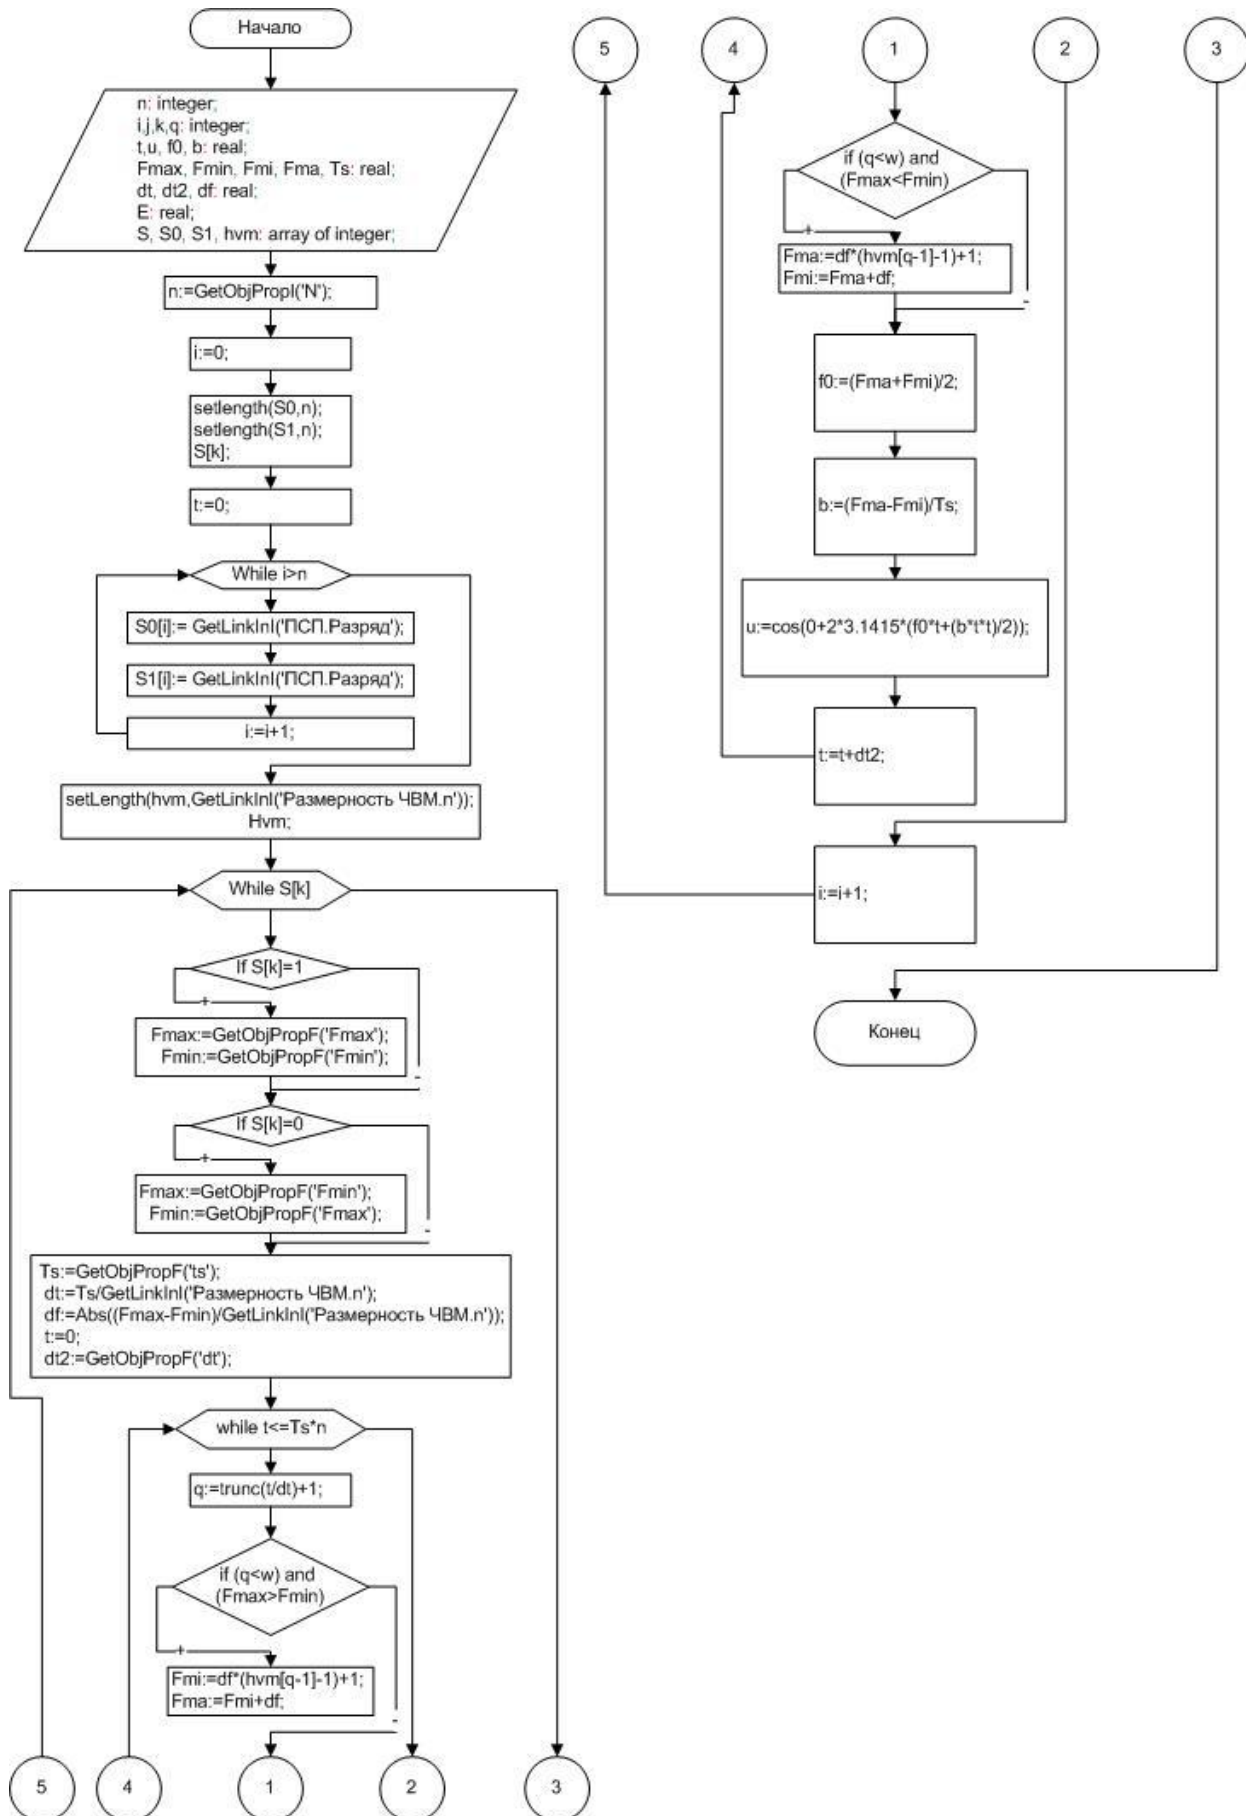 Начало
n: integer;
i,j,k,q: integer;
t,u, f0, b: real;
Fmax, Fmin, Fmi, Fma, Ts: real;
dt, dt2, df: real;
E: real;
S, S0, S1, hvm: array of integer;
n:=GetObjPropI('N');
i:=0;
setlength(S0,n);
setlength(S1,n);
S[k];
t:=0;
While i>n
S0[i]:= GetLinkInI('ПСП.Разряд');
S1[i]:= GetLinkInI('ПСП.Разряд');
i:=i+1;
setLength(hvm,GetLinkInI('Размерность ЧВМ.n'));
Hvm;
While S[k]
If S[k]=1
+
Fmax:=GetObjPropF('Fmax');
Fmin:=GetObjPropF('Fmin');
-
If S[k]=0
+
Fmax:=GetObjPropF('Fmin');
Fmin:=GetObjPropF('Fmax');
-
Ts:=GetObjPropF('ts');
dt:=Ts/GetLinkInI('Размерность ЧВМ.n');
df:=Abs((Fmax-Fmin)/GetLinkInI('Размерность ЧВМ.n'));
t:=0;
dt2:=GetObjPropF('dt');
while t<=Ts*n
q:=trunc(t/dt)+1;
if (q<w) and
(Fmax>Fmin)
+
Fmi:=df*(hvm[q-1]-1)+1;
Fma:=Fmi+df;
-
5
4
1
2
3
5
4
1
2
3
if (q<w) and
(Fmax<Fmin)
+
Fma:=df*(hvm[q-1]-1)+1;
Fmi:=Fma+df;
-
f0:=(Fma+Fmi)/2;
b:=(Fma-Fmi)/Ts;
u:=cos(0+2*3.1415*(f0*t+(b*t*t)/2));
t:=t+dt2;
i:=i+1;
Конец